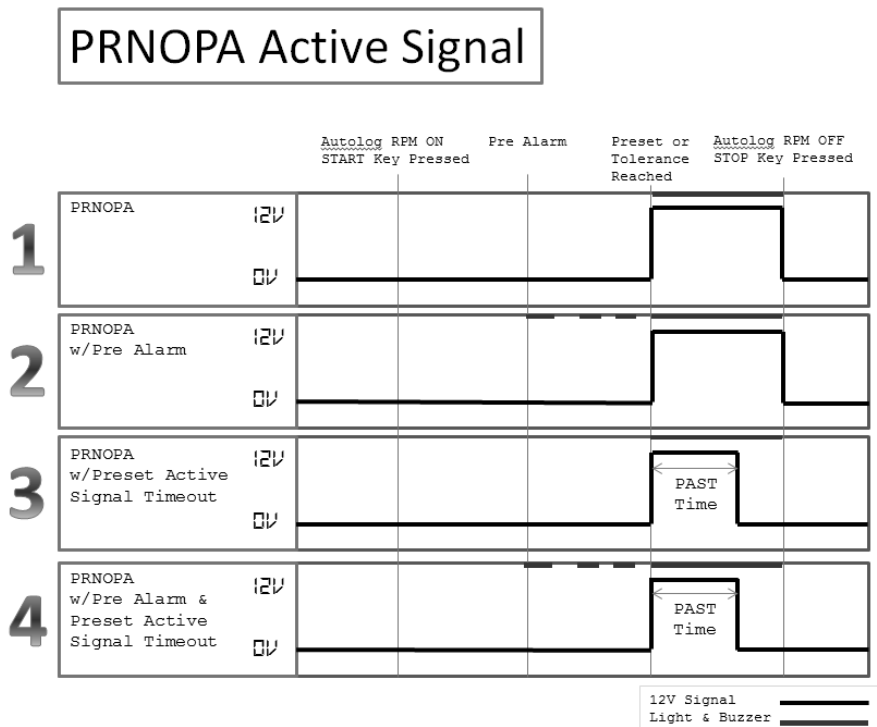 PRNOPA Active Signal
Autolog RPM ON
START Key Pressed
Pre Alarm
Preset or
Tolerance
Reached
Autolog RPM OFF
STOP Key Pressed
1
PRNOPA
12V
0V
2
PRNOPA
w/Pre Alarm
12V
0V
3
PRNOPA
w/Preset Active
Signal Timeout
12V
0V
PAST
Time
4
PRNOPA
w/Pre Alarm &
Preset Active
Signal Timeout
12V
0V
PAST
Time
12V Signal
Light & Buzzer